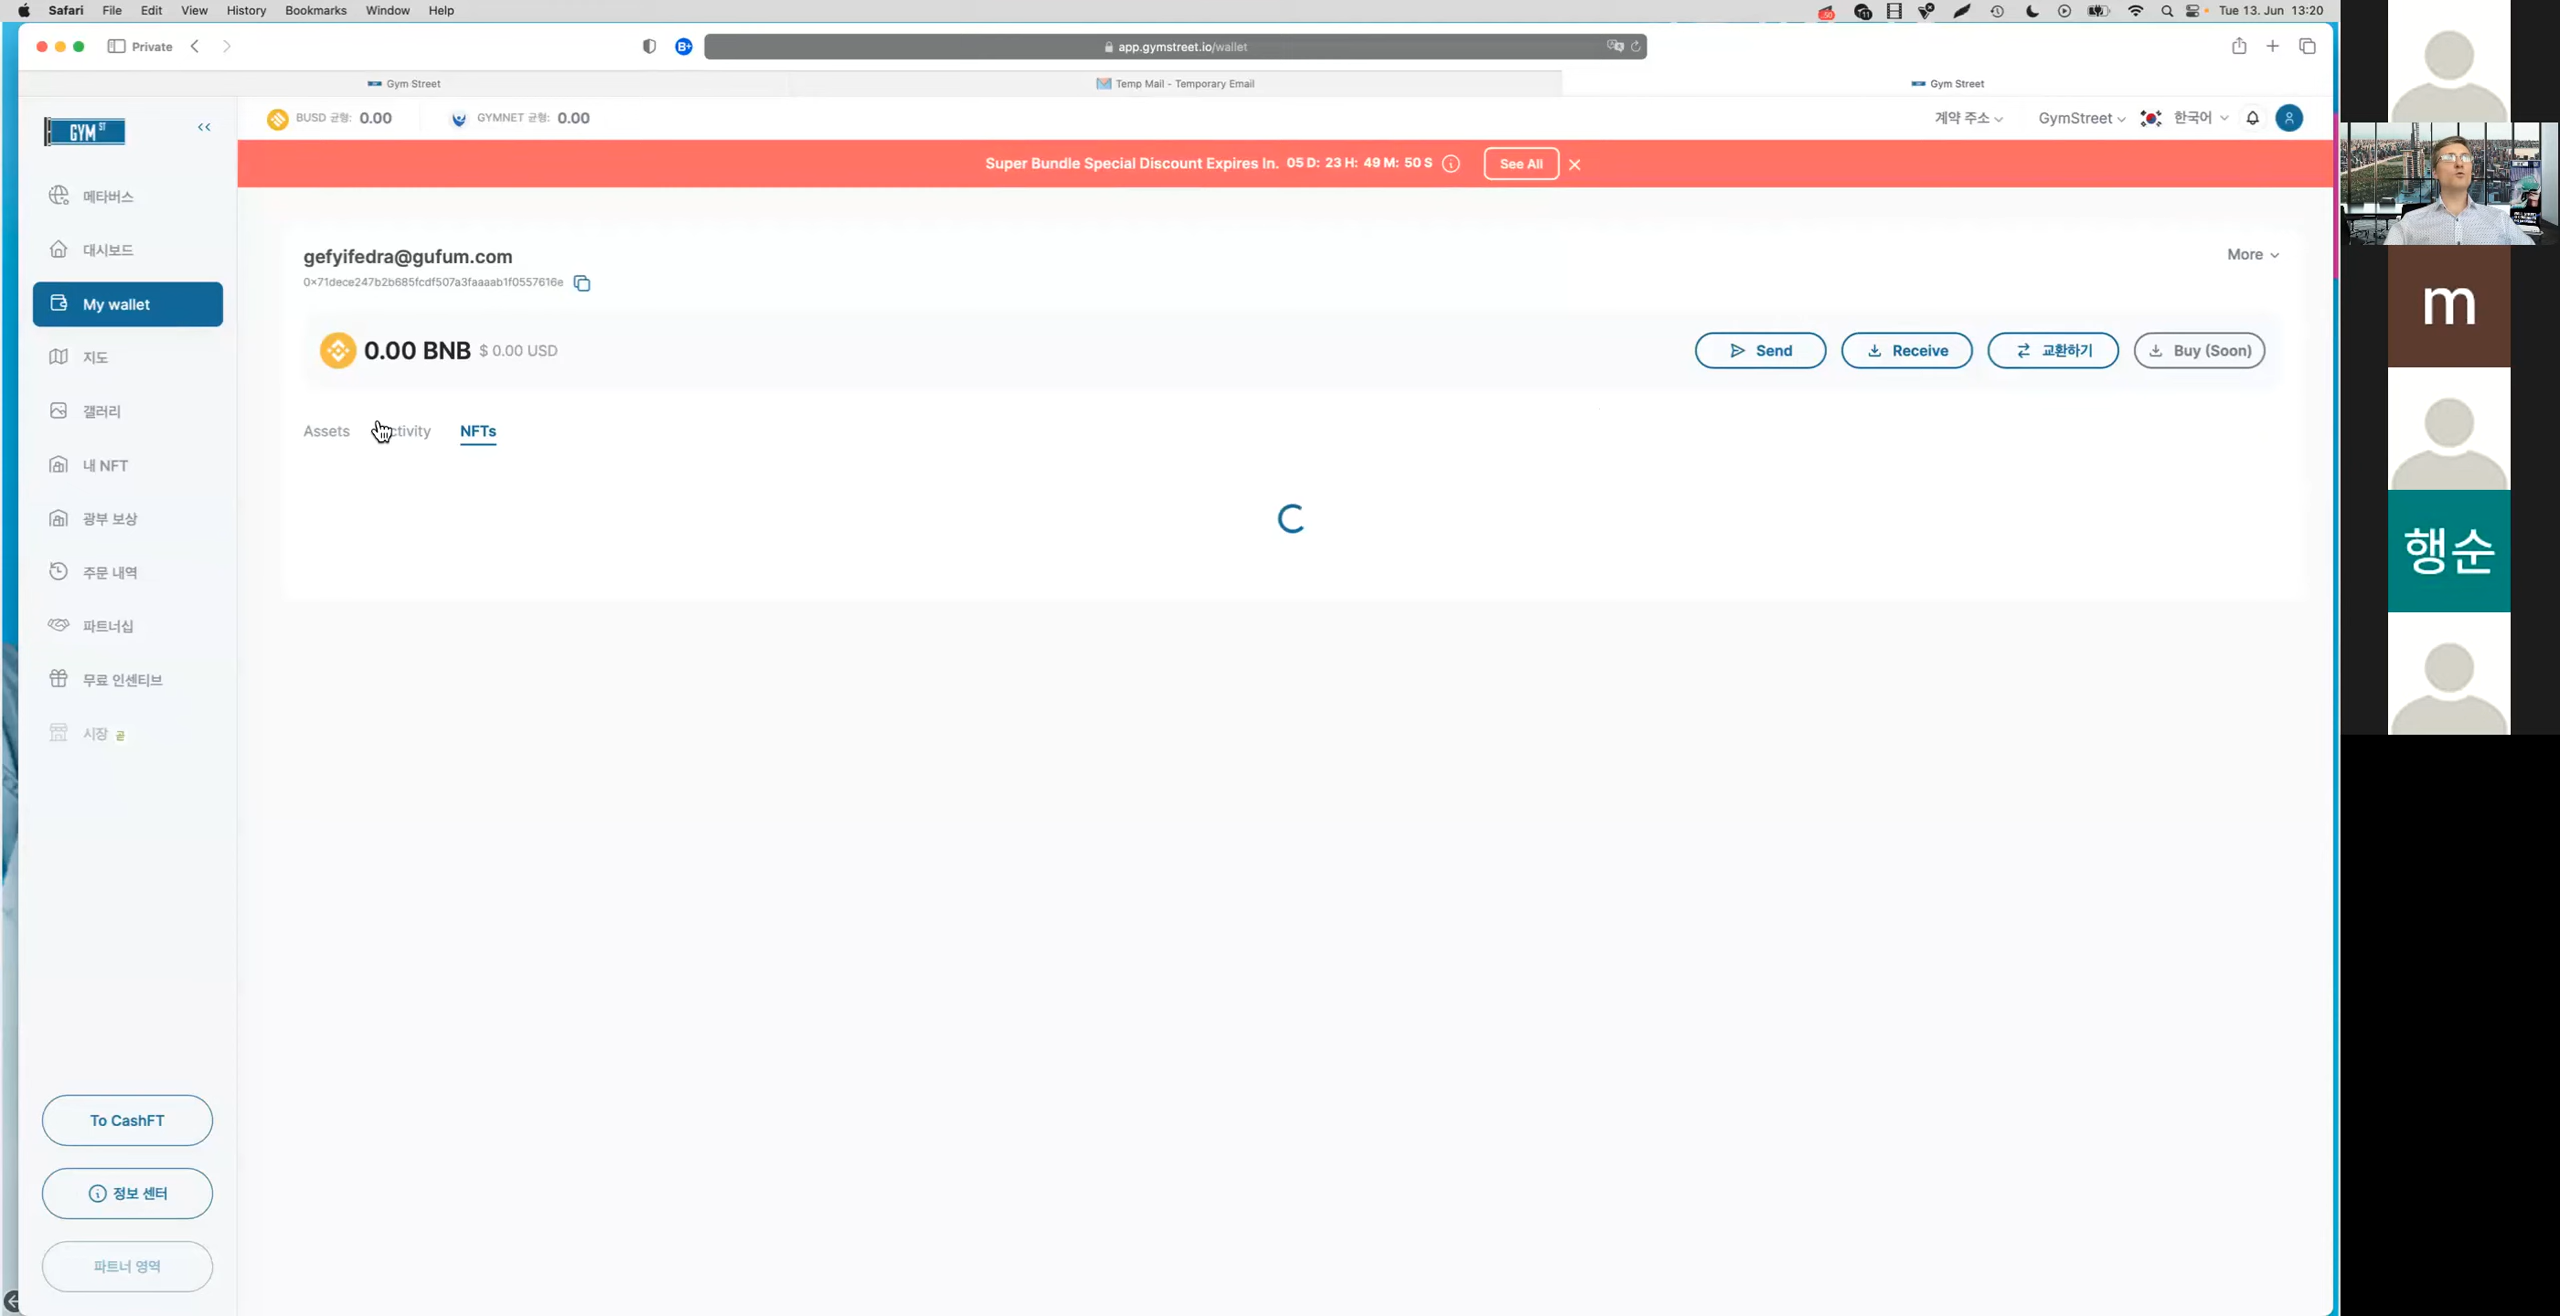 Safari File Edit View History Bookmarks Window Help
Tue 13. Jun 13:20
Private
app.gymstreet.io/wallet
Gym Street
Temp Mail - Temporary Email
Gym Street
GYM ST
BUSD 균형: 0.00
GYMNET 균형: 0.00
계약 주소
GymStreet
한국어
Super Bundle Special Discount Expires In. 05 D: 23 H: 49 M: 50 S
See All
메타버스
대시보드
My wallet
지도
갤러리
내 NFT
광부 보상
주문 내역
파트너십
무료 인센티브
시장 곧
To CashFT
정보 센터
파트너 영역
gefyifedra@gufum.com
More
0x71dece247b2b685fcdf507a3faaaab1f0557616e
0.00 BNB $ 0.00 USD
Send
Receive
교환하기
Buy (Soon)
Assets
ctivity
NFTs
m
행순